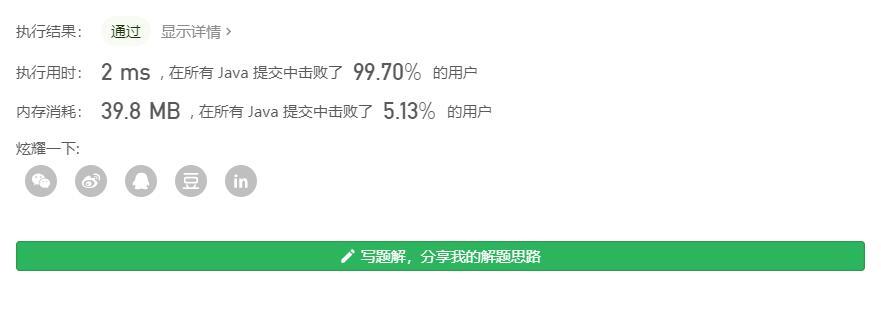 执行结果： 通过 显示详情 ›
执行用时： 2 ms ，在所有 Java 提交中击败了 99.70% 的用户
内存消耗： 39.8 MB ，在所有 Java 提交中击败了 5.13% 的用户
炫耀一下:
豆 in
写题解，分享我的解题思路